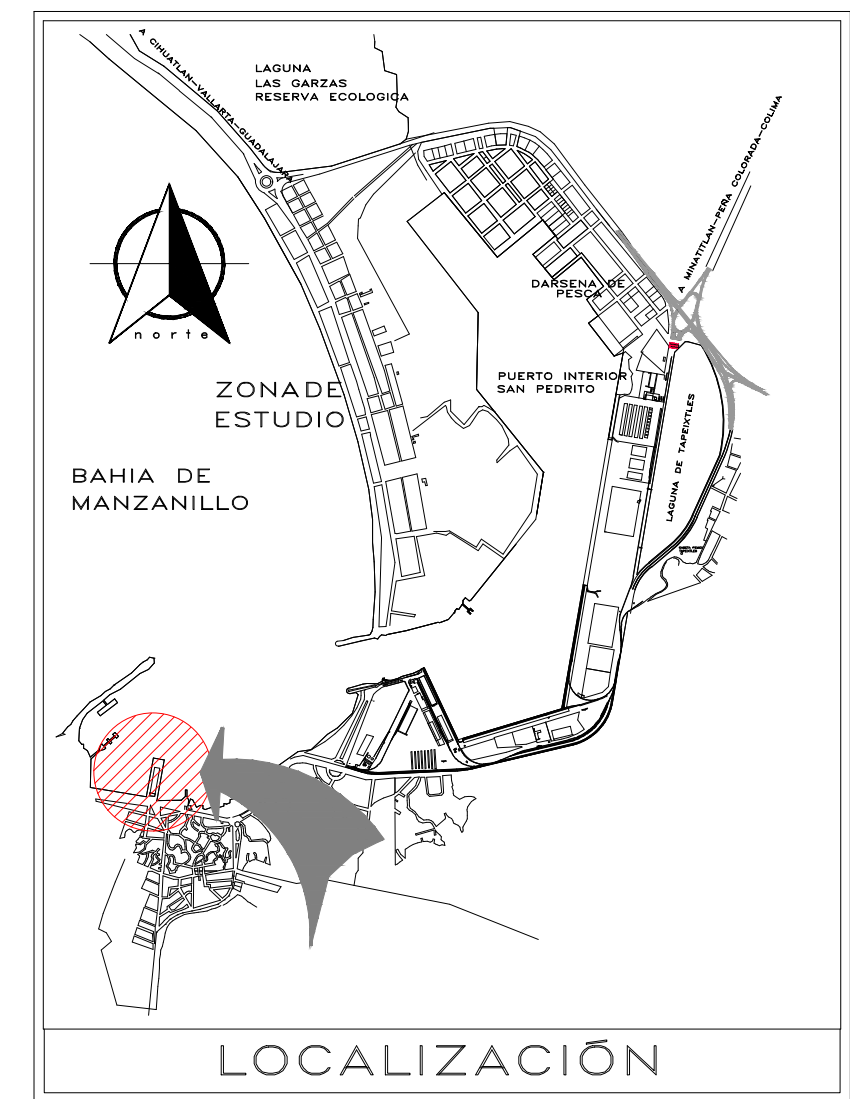 A CIHUATLAN-VALLARTA-GUADALAJARA
LAGUNA
LAS GARZAS
RESERVA ECOLOGICA
A MINATITLAN-PEÑA COLORADA-COLIMA
norte
DARSENA DE
PESCA
PUERTO INTERIOR
SAN PEDRITO
ZONA DE
ESTUDIO
LAGUNA DE TAPEIXTLES
BAHIA DE
MANZANILLO
LOCALIZACIÓN